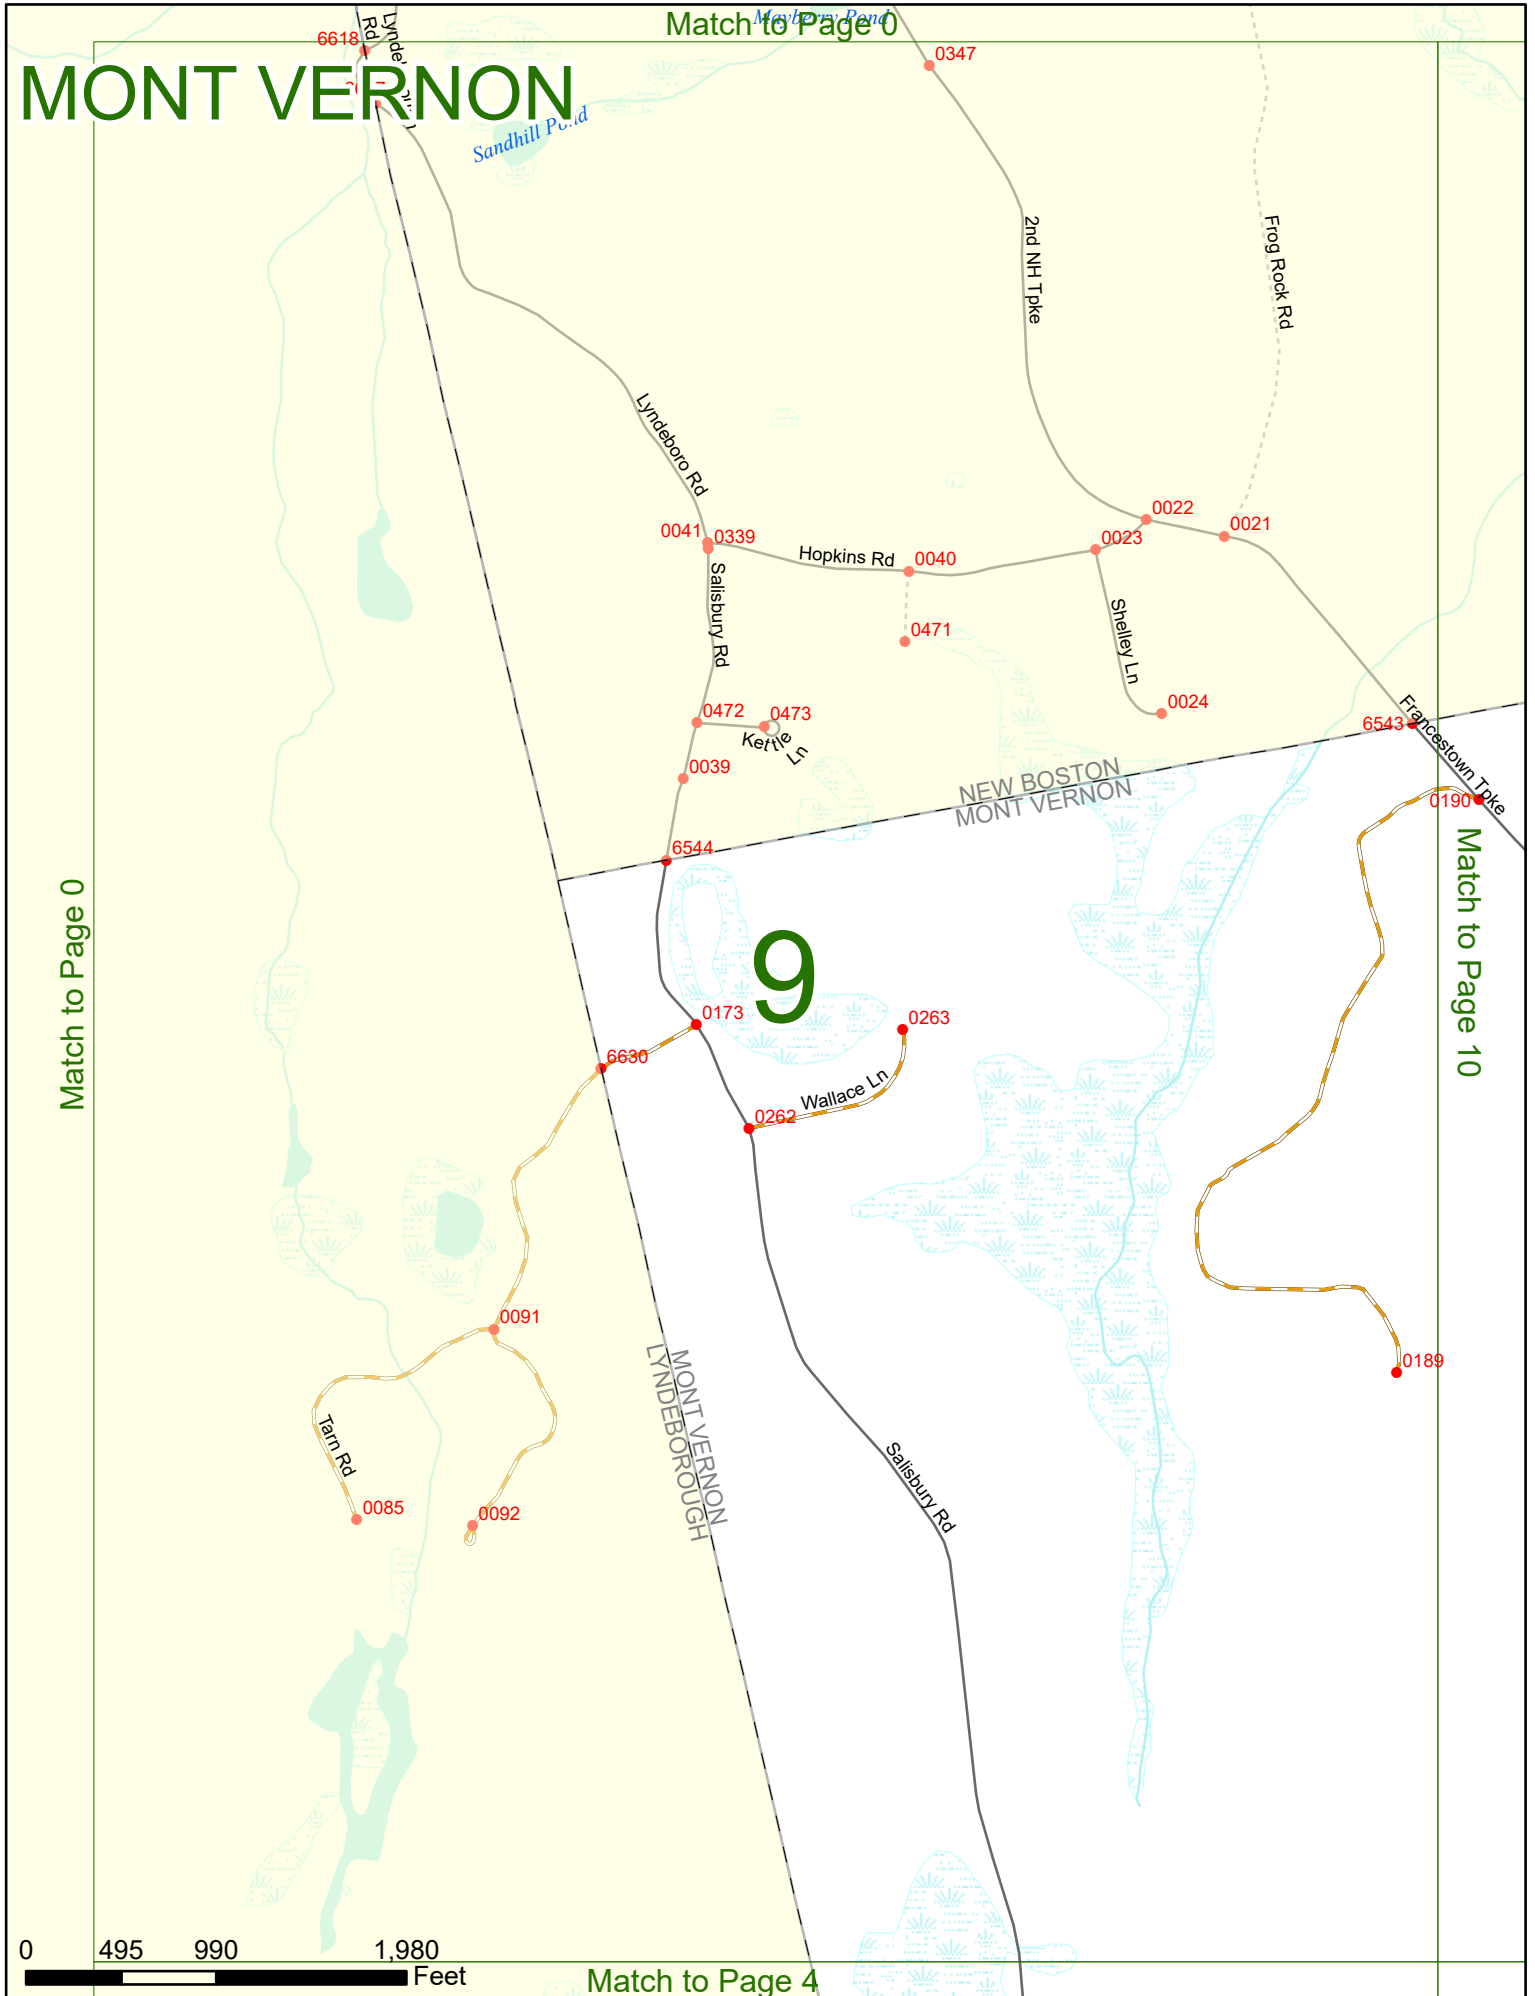 Mayberry Pond
Match to Page 0
6618
Rd
0347
MONT VERNON
Sandhill Pond
2nd NH Tpke
Frog Rock Rd
Lyndeboro Rd
0022
0021
0041
0339
0023
Hopkins Rd
0040
Salisbury Rd
Shelley Ln
0471
0024
0472
0473
Kettle
Ln
Francestown Tpke
6543
0039
NEW BOSTON
MONT VERNON
0190
6544
Match to Page 0
Match to Page 10
9
0173
0263
6630
Wallace Ln
0262
0091
MONT VERNON
LYNDEBOROUGH
0189
Tarn Rd
Salisbury Rd
0085
0092
0 495 990 1,980
Feet
Match to Page 4